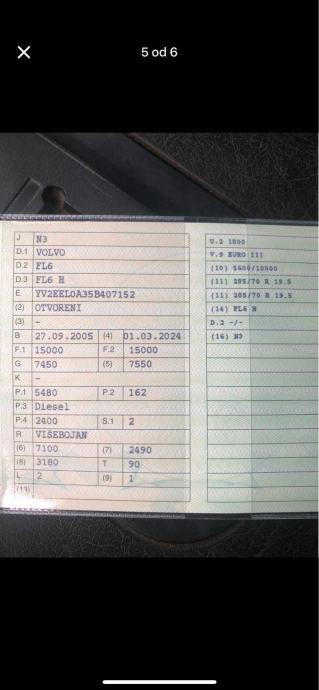 5 od 6
J N3
D.1 VOLVO
D.2 FL6
D.3 FL6 H
E YV2EEL0A35B407152
(2) OTVORENI
(3) -
B 27.09.2005 (4) 01.03.2024
F.1 15000 F.2 15000
G 7450 (5) 7550
K -
P.1 5480 P.2 162
P.3 Diesel
P.4 2400 S.1 2
R VIŠEBOJAN
(6) 7100 (7) 2490
(8) 3180 T 90
L 2 (9) 1
(13)
V.2 1800
V.9 EURO III
(10) 5600/10000
(11) 285/70 R 19.5
(11) 285/70 R 19.5
(14) FL6 H
D.2 -/-
(16) N3